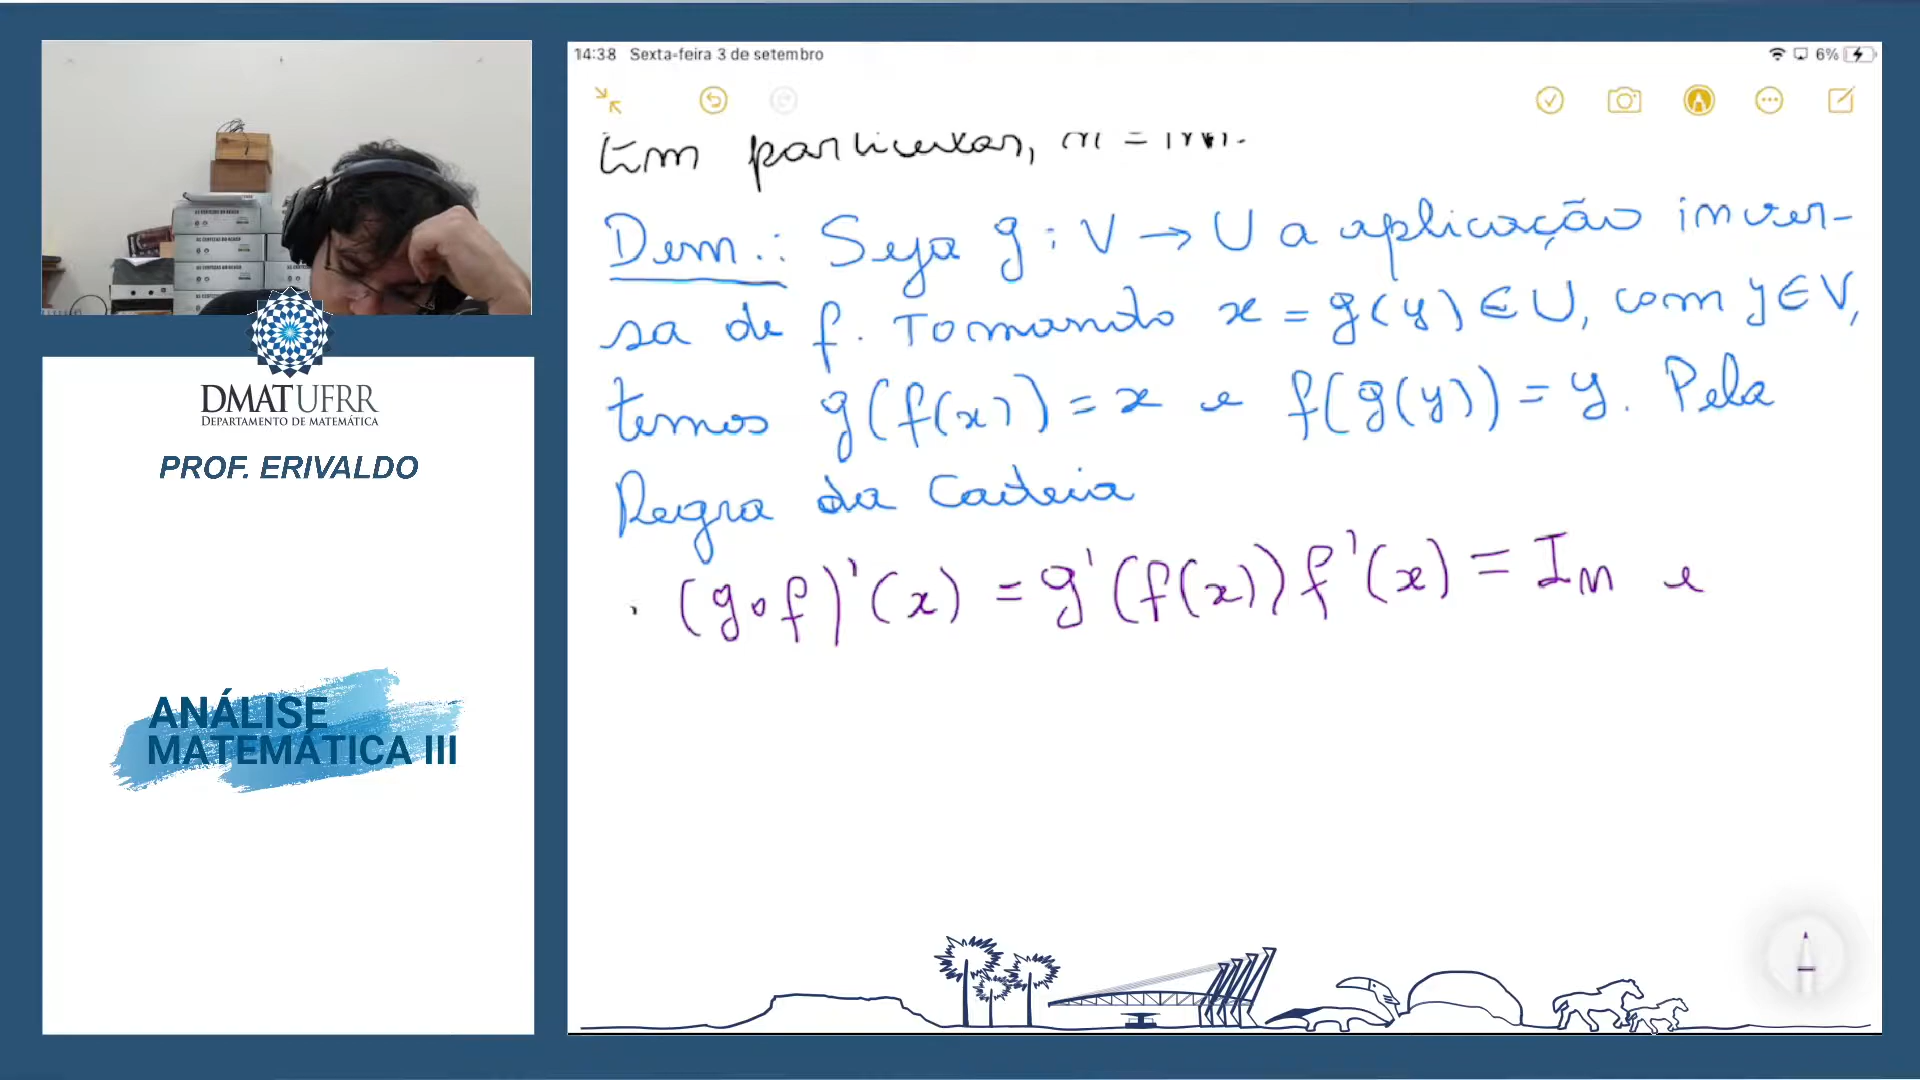 14:38 Sexta-feira 3 de setembro
6%
Em particular, m = n.
Dem.: Seja g : V → U a aplicação inver-
sa de f. Tomando x = g(y) ∈ U, com y ∈ V,
temos g(f(x)) = x e f(g(y)) = y. Pela
Regra da Cadeia
· (g∘f)'(x) = g'(f(x)) f'(x) = Im e
DMATUFRR
DEPARTAMENTO DE MATEMÁTICA
PROF. ERIVALDO
ANÁLISE
MATEMÁTICA III